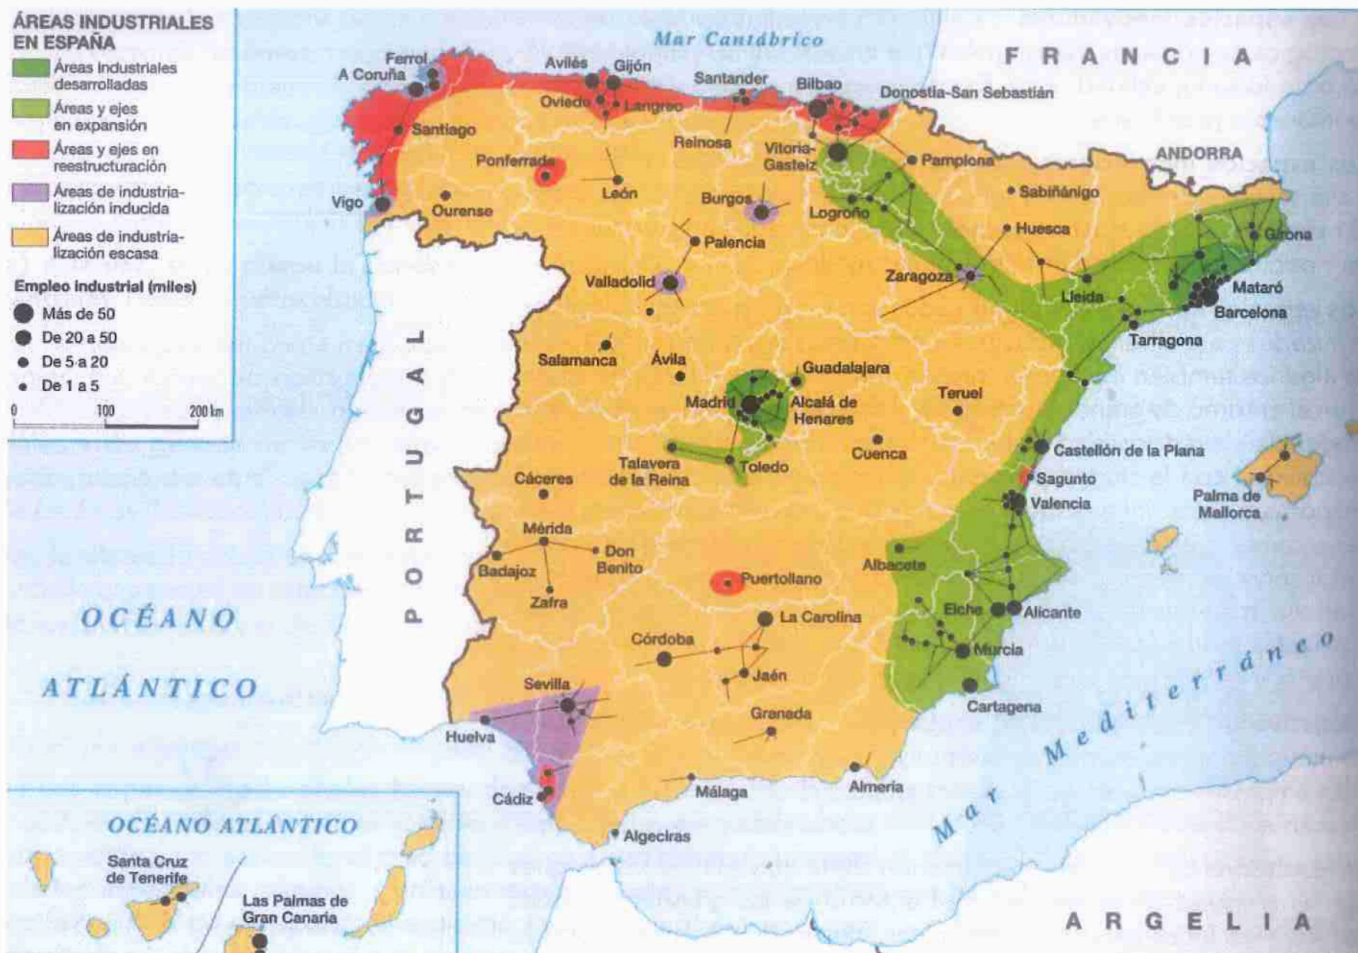 ÁREAS INDUSTRIALES
EN ESPAÑA
Áreas industriales
desarrolladas
Áreas y ejes
en expansión
Áreas y ejes en
reestructuración
Áreas de industria-
lización inducida
Áreas de industria-
lización escasa
Empleo industrial (miles)
Más de 50
De 20 a 50
De 5 a 20
De 1 a 5
0 100 200 km
Mar Cantábrico
FRANCIA
ANDORRA
PORTUGAL
OCÉANO
ATLÁNTICO
Mar Mediterráneo
ARGELIA
Ferrol
A Coruña
Santiago
Vigo
Ourense
Avilés
Gijón
Oviedo
Langreo
Santander
Reinosa
Bilbao
Donostia-San Sebastián
Vitoria-
Gasteiz
Pamplona
Ponferrada
León
Burgos
Logroño
Palencia
Valladolid
Sabiñánigo
Huesca
Zaragoza
Lleida
Girona
Mataró
Barcelona
Tarragona
Salamanca
Ávila
Guadalajara
Madrid
Alcalá de
Henares
Teruel
Talavera
de la Reina
Toledo
Cuenca
Castellón de la Plana
Sagunto
Valencia
Palma de
Mallorca
Cáceres
Mérida
Badajoz
Don
Benito
Zafra
Puertollano
Albacete
Elche
Alicante
Murcia
Cartagena
La Carolina
Córdoba
Jaén
Sevilla
Huelva
Granada
Cádiz
Málaga
Almería
Algeciras
OCÉANO ATLÁNTICO
Santa Cruz
de Tenerife
Las Palmas de
Gran Canaria